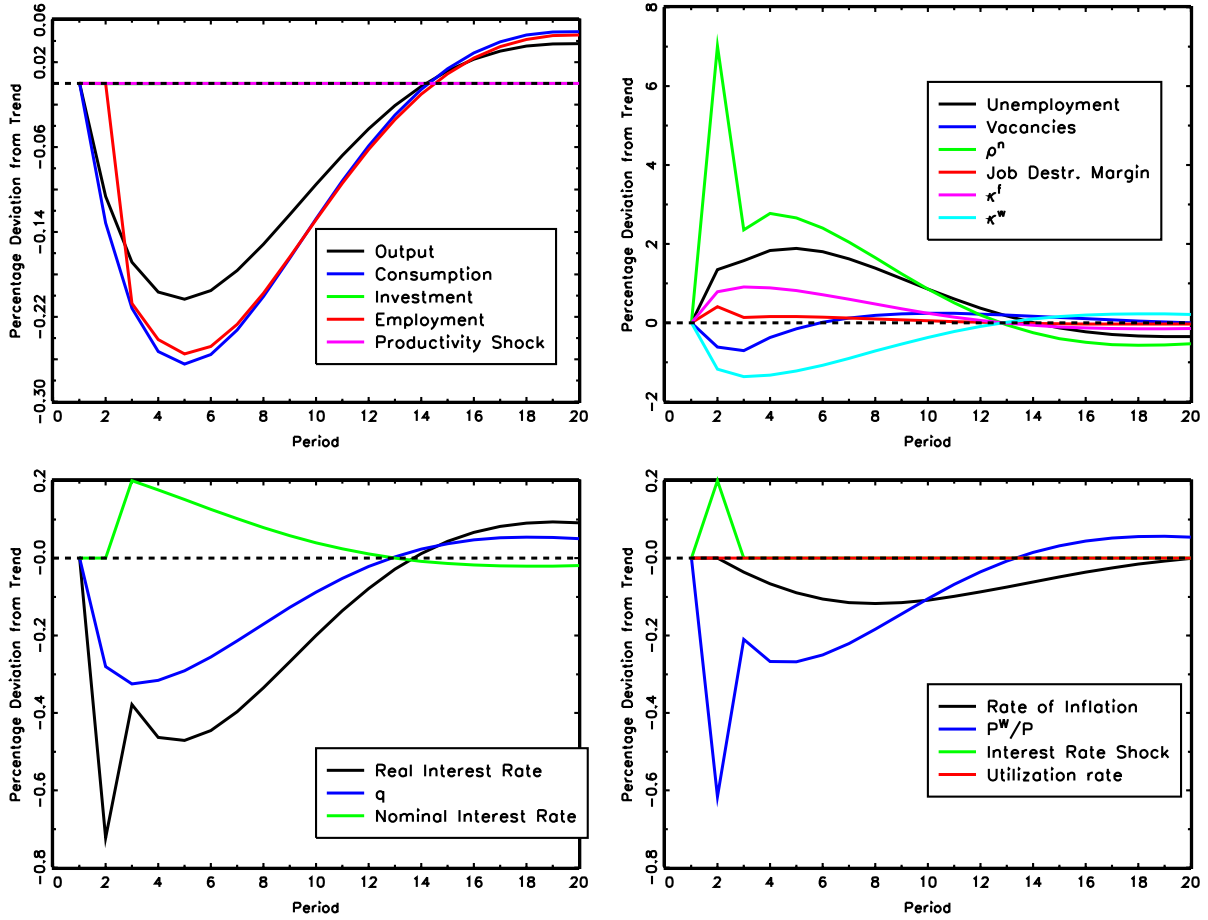 Percentage Deviation from Trend
0.06
0.02
-0.06
-0.14
-0.22
-0.30
Output
Consumption
Investment
Employment
Productivity Shock
0 2 4 6 8 10 12 14 16 18 20
Period
Percentage Deviation from Trend
8
6
4
2
0
-2
Unemployment
Vacancies
ρⁿ
Job Destr. Margin
κᶠ
κʷ
0 2 4 6 8 10 12 14 16 18 20
Period
Percentage Deviation from Trend
0.2
-0.0
-0.2
-0.4
-0.6
-0.8
Real Interest Rate
q
Nominal Interest Rate
0 2 4 6 8 10 12 14 16 18 20
Period
Percentage Deviation from Trend
0.2
-0.0
-0.2
-0.4
-0.6
-0.8
Rate of Inflation
Pᵂ/P
Interest Rate Shock
Utilization rate
0 2 4 6 8 10 12 14 16 18 20
Period